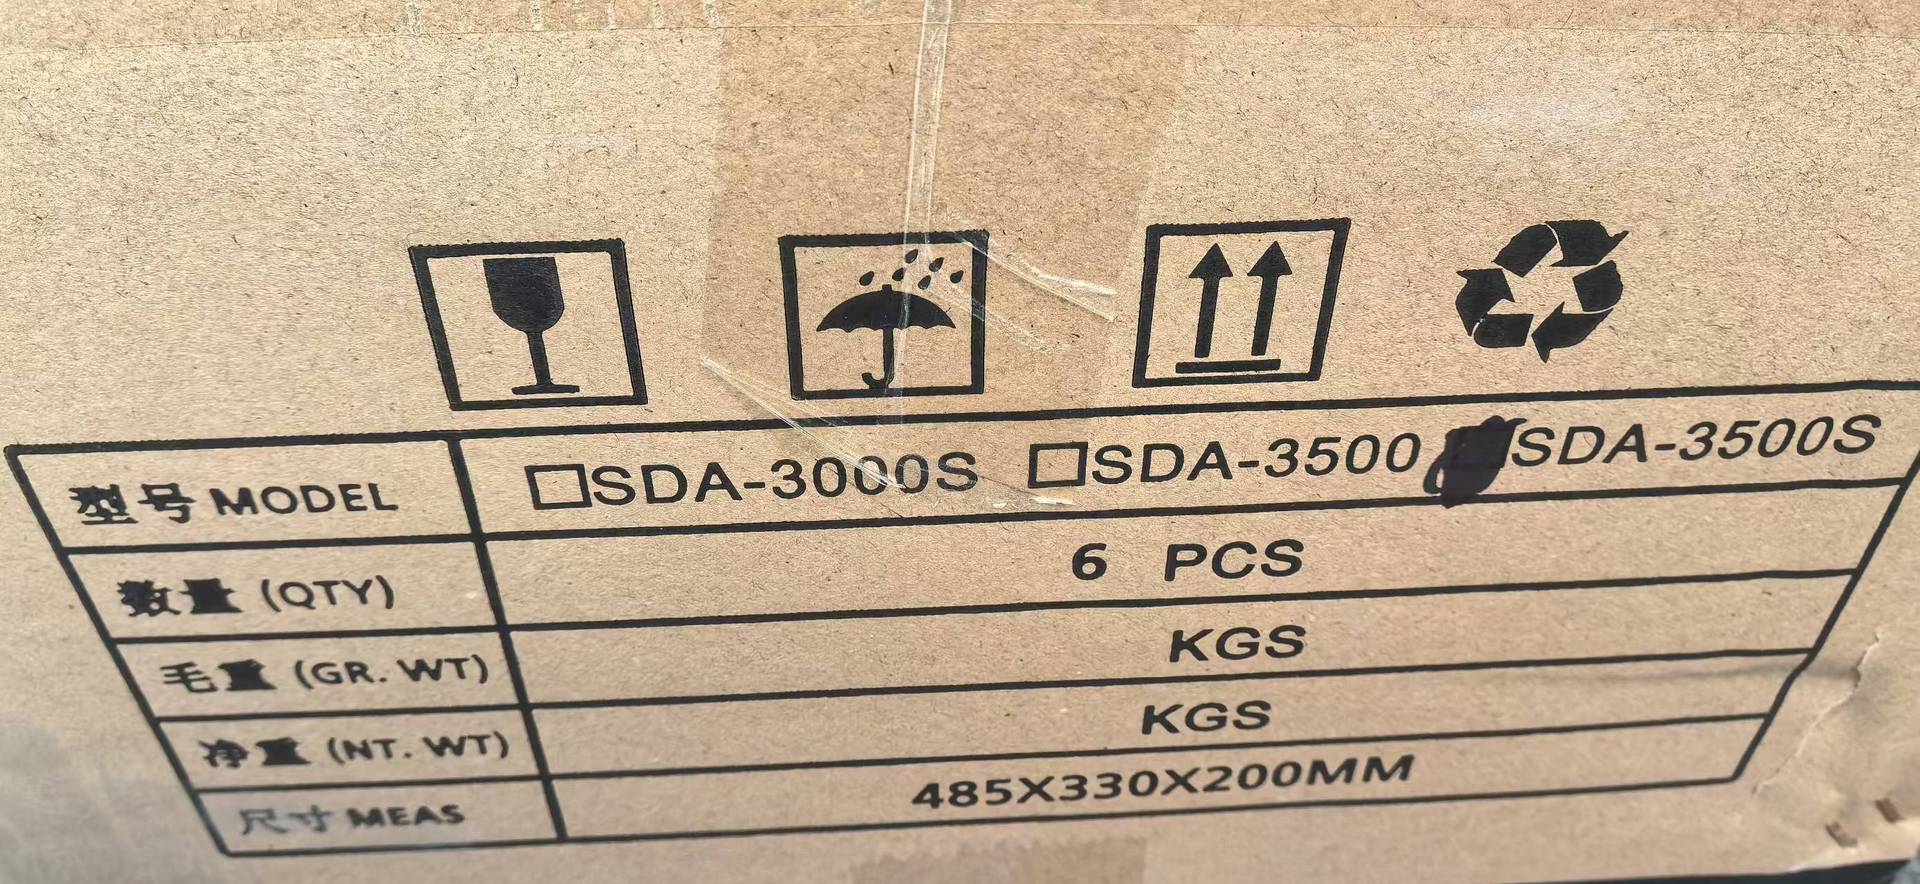 型号 MODEL □SDA-3000S □SDA-3500 SDA-3500S
数量 (QTY) 6 PCS
毛重 (GR. WT) KGS
净重 (NT. WT) KGS
尺寸 MEAS 485X330X200MM